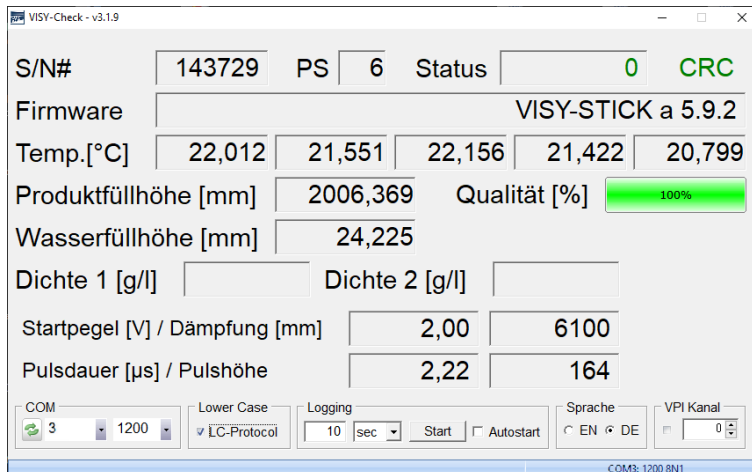 VISY-Check - v3.1.9
S/N# 143729 PS 6 Status 0 CRC
Firmware VISY-STICK a 5.9.2
Temp.[°C] 22,012 21,551 22,156 21,422 20,799
Produktfüllhöhe [mm] 2006,369 Qualität [%] 100%
Wasserfüllhöhe [mm] 24,225
Dichte 1 [g/l] Dichte 2 [g/l]
Startpegel [V] / Dämpfung [mm] 2,00 6100
Pulsdauer [µs] / Pulshöhe 2,22 164
COM Lower Case Logging Sprache VPI Kanal
3 1200 LC-Protocol 10 sec Start Autostart EN DE 0
COM3: 1200 8N1